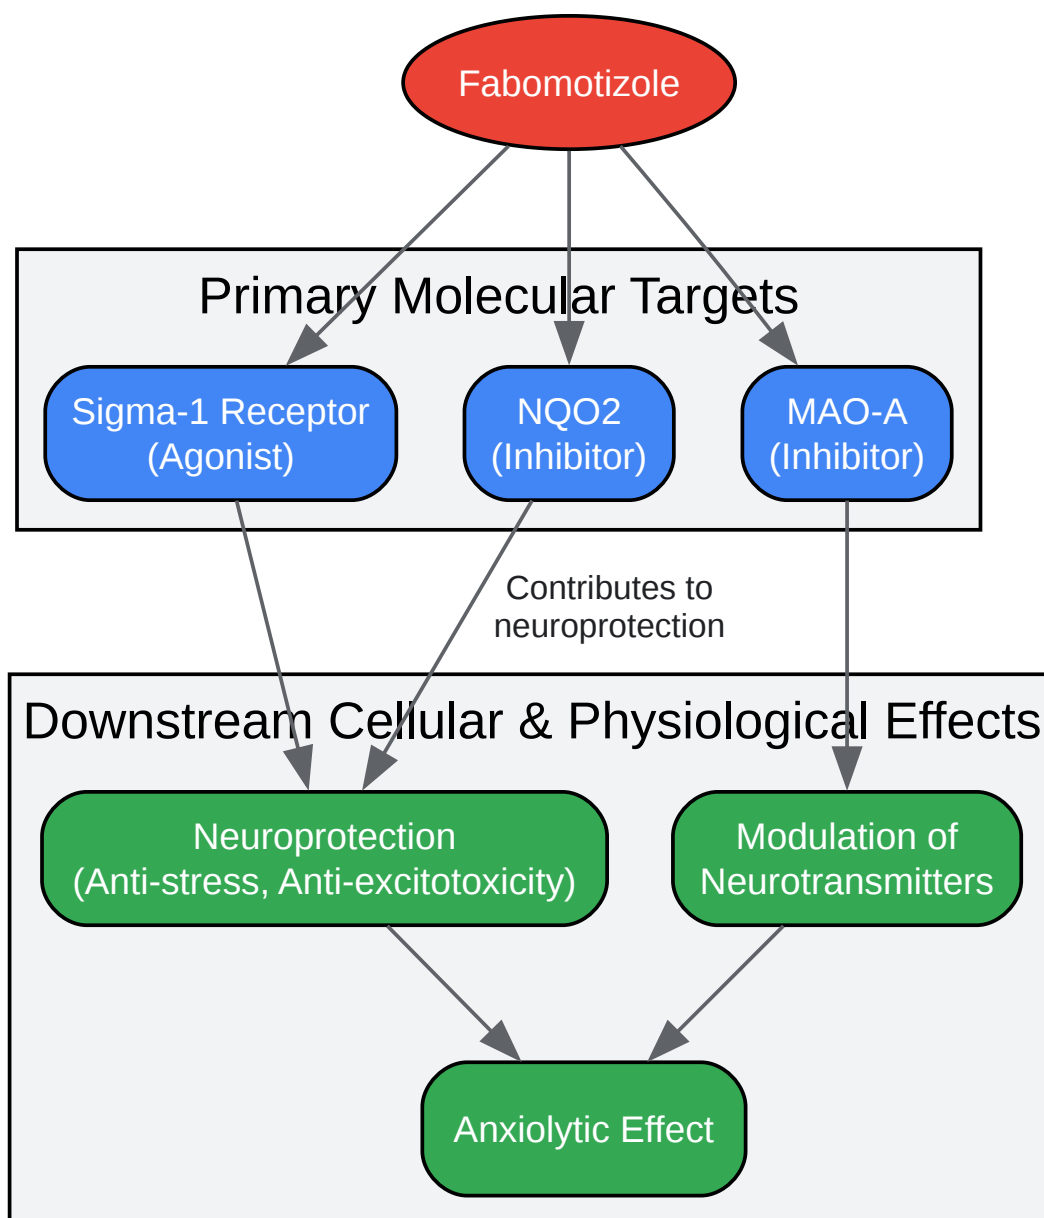 Fabomotizole
Primary Molecular Targets
Sigma-1 Receptor
(Agonist)
NQO2
(Inhibitor)
MAO-A
(Inhibitor)
Contributes to
neuroprotection
Downstream Cellular & Physiological Effects
Neuroprotection
(Anti-stress, Anti-excitotoxicity)
Modulation of
Neurotransmitters
Anxiolytic Effect